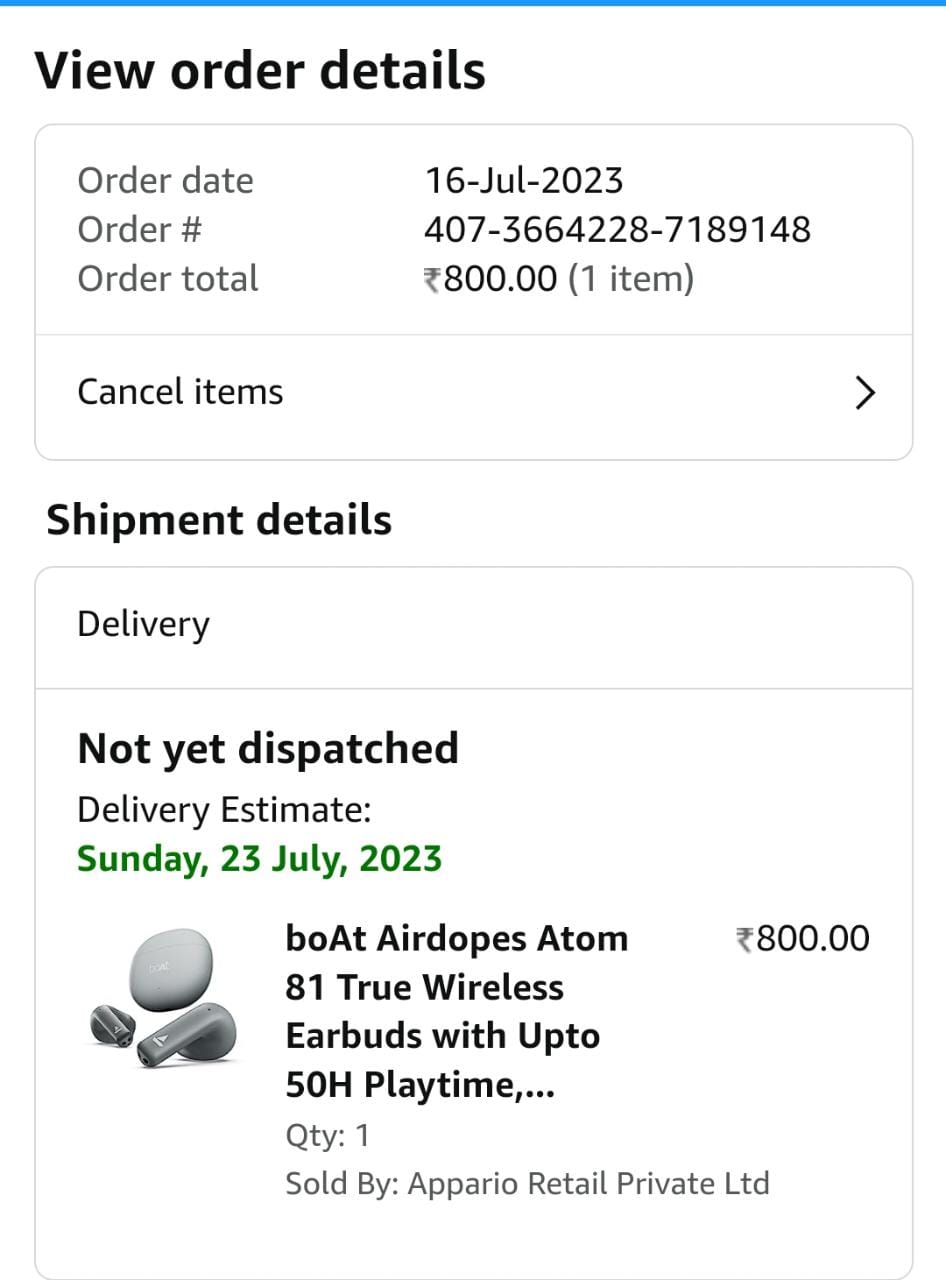 View order details
Order date 16-Jul-2023
Order # 407-3664228-7189148
Order total ₹800.00 (1 item)
Cancel items
Shipment details
Delivery
Not yet dispatched
Delivery Estimate:
Sunday, 23 July, 2023
boAt
boAt Airdopes Atom ₹800.00
81 True Wireless
Earbuds with Upto
50H Playtime,...
Qty: 1
Sold By: Appario Retail Private Ltd